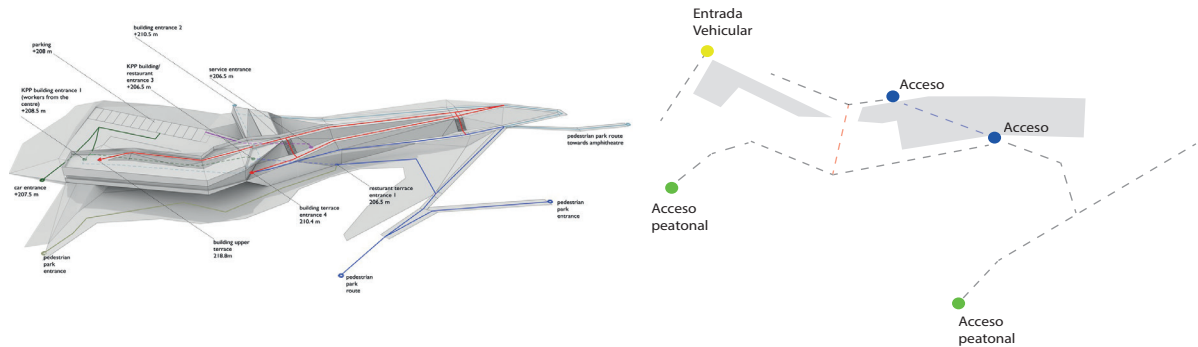 building entrance 2
+210.5 m
parking
+208 m
KPP building/
restaurant
entrance 3
+206.5 m
service entrance
+206.5 m
KPP building entrance 1
(workers from the
centre)
+208.5 m
car entrance
+207.5 m
pedestrian
park
entrance
building upper
terrace
218.8m
building terrace
entrance 4
210.4 m
resturant terrace
entrance 1
206.5 m
pedestrian
park
route
pedestrian
park
entrance
pedestrian park route
towards amphitheatre
Entrada
Vehicular
Acceso
Acceso
Acceso
peatonal
Acceso
peatonal